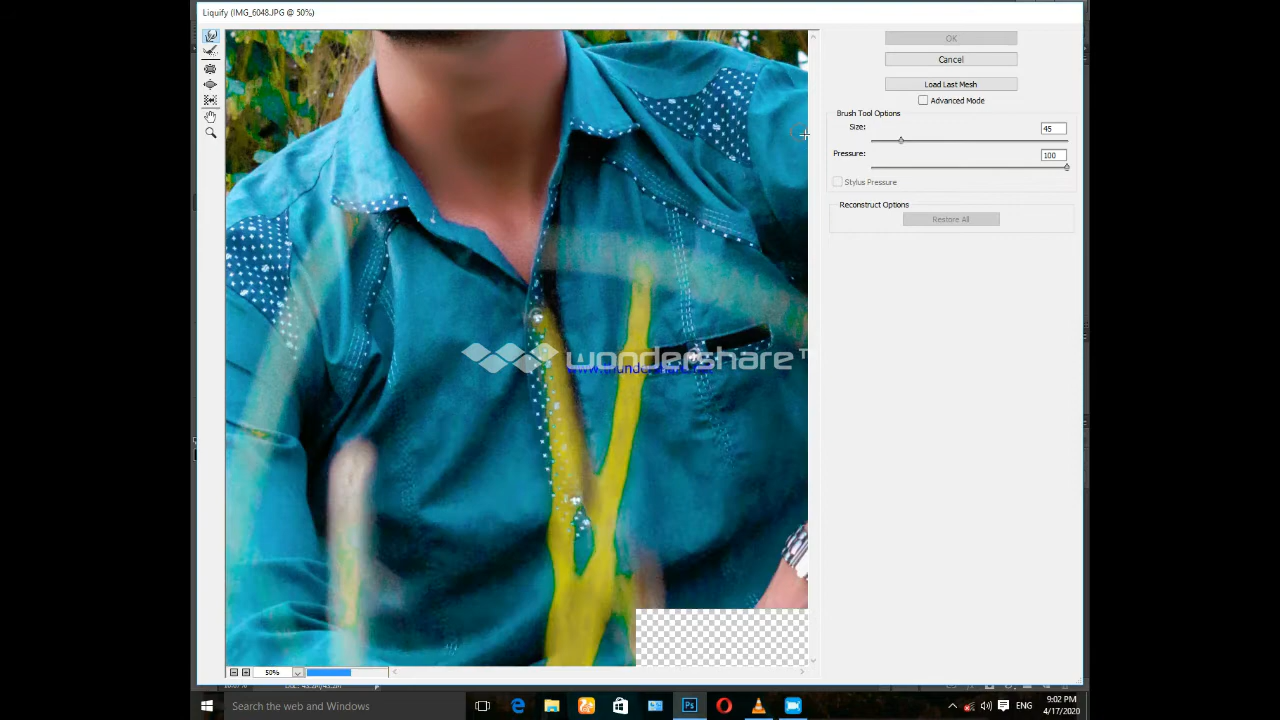 Liquify (IMG_6048.JPG @ 50%)
OK
Cancel
Load Last Mesh
Advanced Mode
Brush Tool Options
Size:
45
Pressure:
100
Stylus Pressure
Reconstruct Options
Restore All
wondershare™
50%
Search the web and Windows
ENG
9:02 PM
4/17/2020